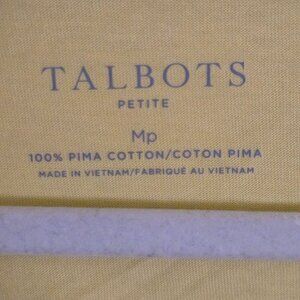 TALBOTS
PETITE
Mp
100% PIMA COTTON/COTON PIMA
MADE IN VIETNAM/FABRIQUÉ AU VIETNAM